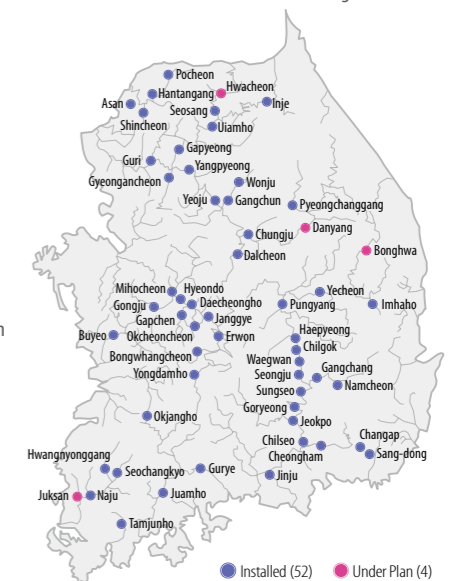 Pocheon
Hwacheon
Hantangang
Asan
Seosang
Inje
Shincheon
Uiamho
Gapyeong
Guri
Yangpyeong
Gyeongancheon
Wonju
Yeoju
Gangchun
Pyeongchanggang
Danyang
Chungju
Bonghwa
Dalcheon
Mihocheon
Hyeondo
Yecheon
Gongju
Daecheongho
Pungyang
Imhaho
Gapchen
Janggye
Buyeo
Okcheoncheon
Erwon
Haepyeong
Chilgok
Bongwhangcheon
Waegwan
Yongdamho
Seongju
Gangchang
Sungseo
Namcheon
Goryeong
Okjangho
Jeokpo
Chilseo
Changap
Cheongham
Sang-dong
Hwangnyonggang
Seochangkyo
Gurye
Jinju
Juksan
Naju
Juamho
Tamjunho
Installed (52)
Under Plan (4)